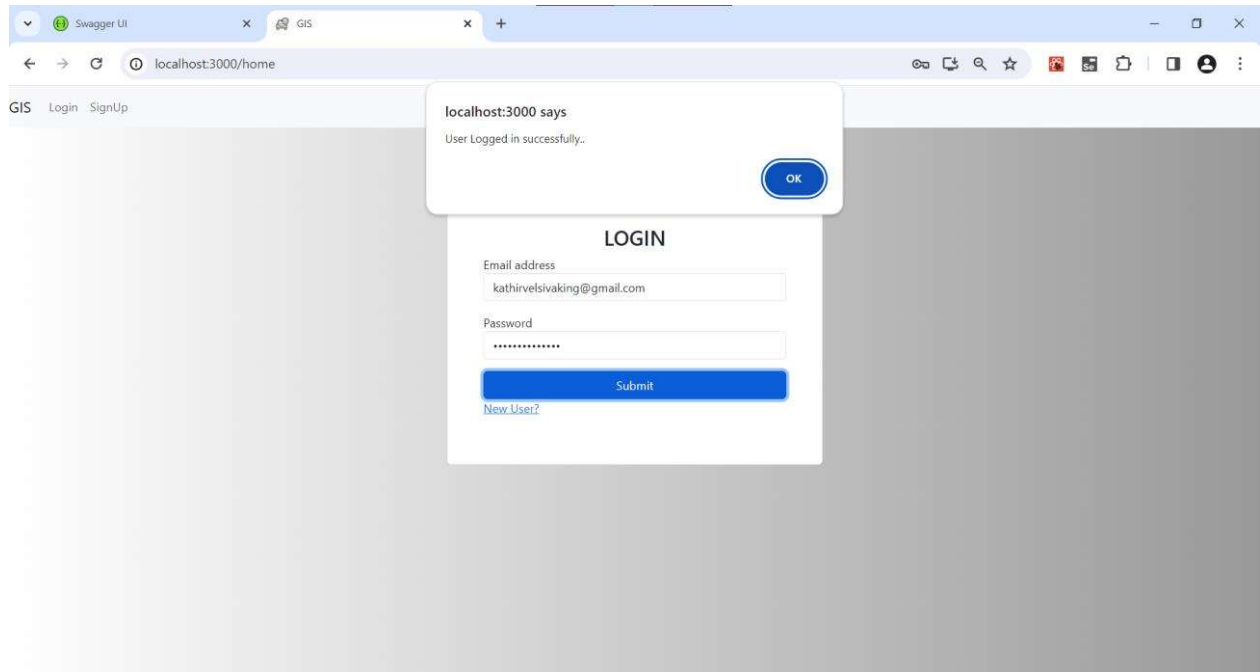 Swagger UI
GIS
localhost:3000/home
GIS Login SignUp
localhost:3000 says
User Logged in successfully..
OK
LOGIN
Email address
kathirvelsivaking@gmail.com
Password
••••••••••••••
Submit
New User?